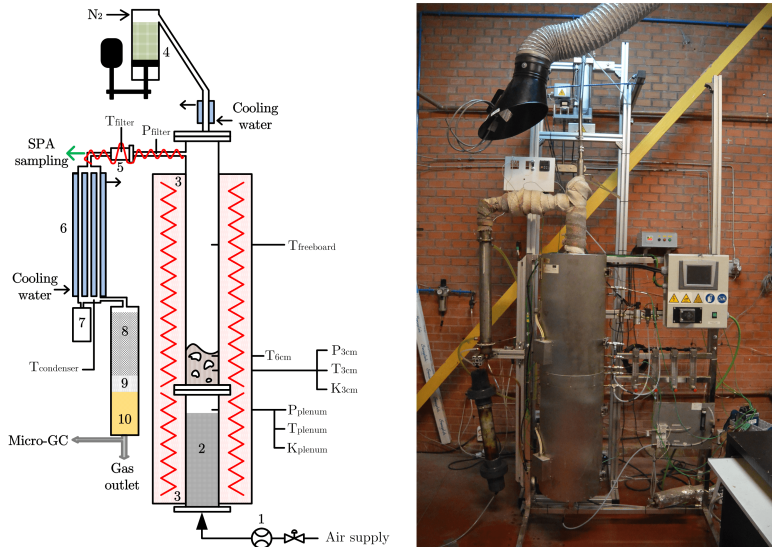 N₂
4
Cooling
water
T_filter
P_filter
SPA
sampling
5
3
6
T_freeboard
Cooling
water
7
8
T_6cm
P_3cm
T_3cm
K_3cm
T_condenser
9
10
P_plenum
T_plenum
K_plenum
2
Micro-GC
Gas
outlet
3
1
Air supply